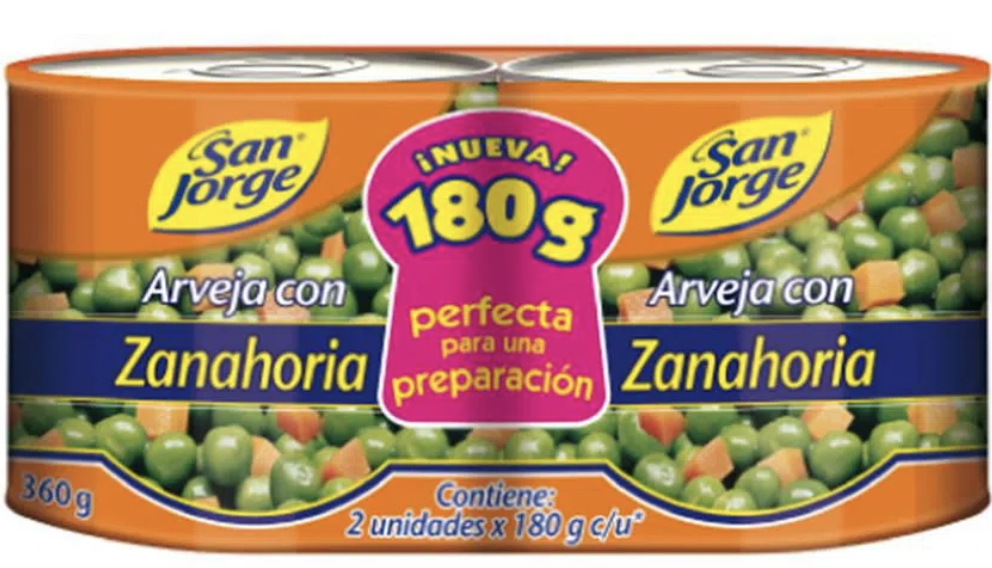 San®
Jorge
Arveja con
Zanahoria
¡NUEVA!
180g
perfecta
para una
preparación
San®
Jorge
Arveja con
Zanahoria
360 g
Contiene:
2 unidades x 180 g c/u*